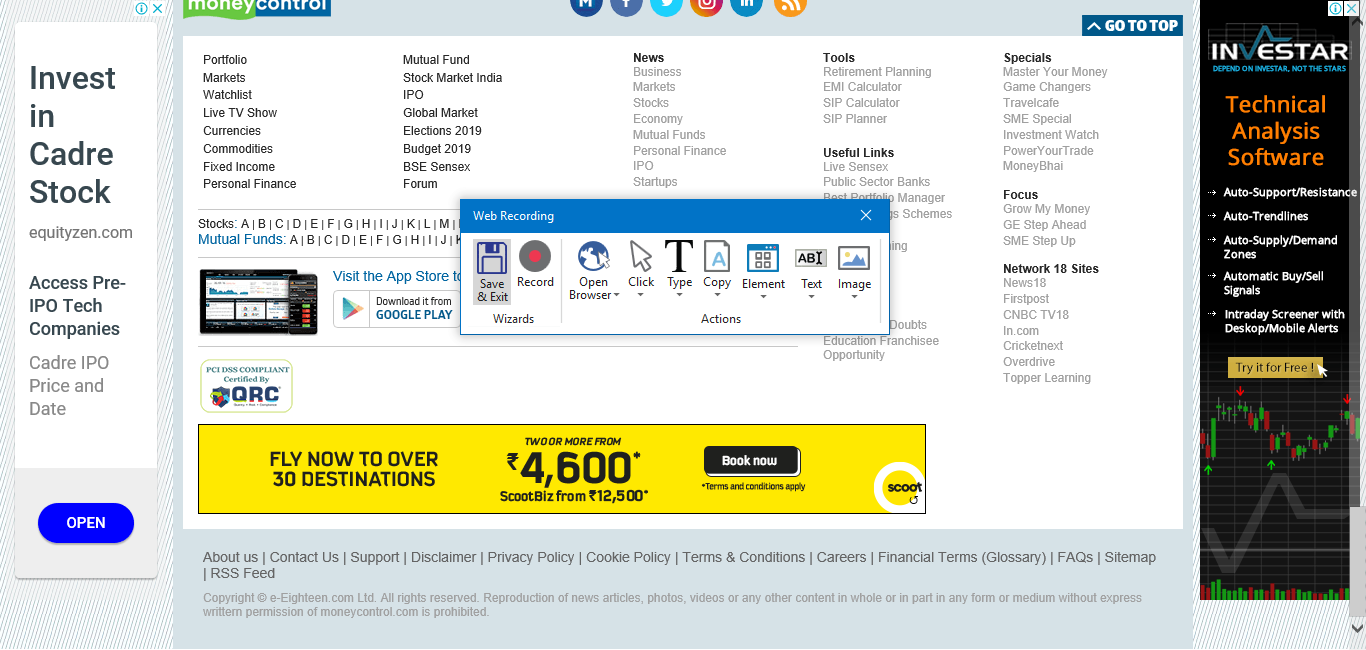 moneycontrol
GO TO TOP
Invest
in
Cadre
Stock
equityzen.com
Access Pre-
IPO Tech
Companies
Cadre IPO
Price and
Date
OPEN
Portfolio
Markets
Watchlist
Live TV Show
Currencies
Commodities
Fixed Income
Personal Finance
Mutual Fund
Stock Market India
IPO
Global Market
Elections 2019
Budget 2019
BSE Sensex
Forum
News
Business
Markets
Stocks
Economy
Mutual Funds
Personal Finance
IPO
Startups
Tools
Retirement Planning
EMI Calculator
SIP Calculator
SIP Planner
Useful Links
Live Sensex
Public Sector Banks
Best Portfolio Manager
gs Schemes
ing
Doubts
Education Franchisee
Opportunity
Specials
Master Your Money
Game Changers
Travelcafe
SME Special
Investment Watch
PowerYourTrade
MoneyBhai
Focus
Grow My Money
GE Step Ahead
SME Step Up
Network 18 Sites
News18
Firstpost
CNBC TV18
In.com
Cricketnext
Overdrive
Topper Learning
Stocks: A | B | C | D | E | F | G | H | I | J | K | L | M |
Mutual Funds: A | B | C | D | E | F | G | H | I | J | K
Visit the App Store to
Download it from
GOOGLE PLAY
Web Recording
Save
& Exit
Record
Open
Browser
Click
Type
Copy
Element
Text
Image
Wizards
Actions
PCI DSS COMPLIANT
Certified By
QRC
FLY NOW TO OVER
30 DESTINATIONS
TWO OR MORE FROM
₹4,600*
ScootBiz from ₹12,500*
Book now
*Terms and conditions apply
scoot
About us | Contact Us | Support | Disclaimer | Privacy Policy | Cookie Policy | Terms & Conditions | Careers | Financial Terms (Glossary) | FAQs | Sitemap
| RSS Feed
Copyright © e-Eighteen.com Ltd. All rights reserved. Reproduction of news articles, photos, videos or any other content in whole or in part in any form or medium without express
writtern permission of moneycontrol.com is prohibited.
INVESTAR
DEPEND ON INVESTAR, NOT THE STARS
Technical
Analysis
Software
Auto-Support/Resistance
Auto-Trendlines
Auto-Supply/Demand
Zones
Automatic Buy/Sell
Signals
Intraday Screener with
Deskop/Mobile Alerts
Try it for Free !